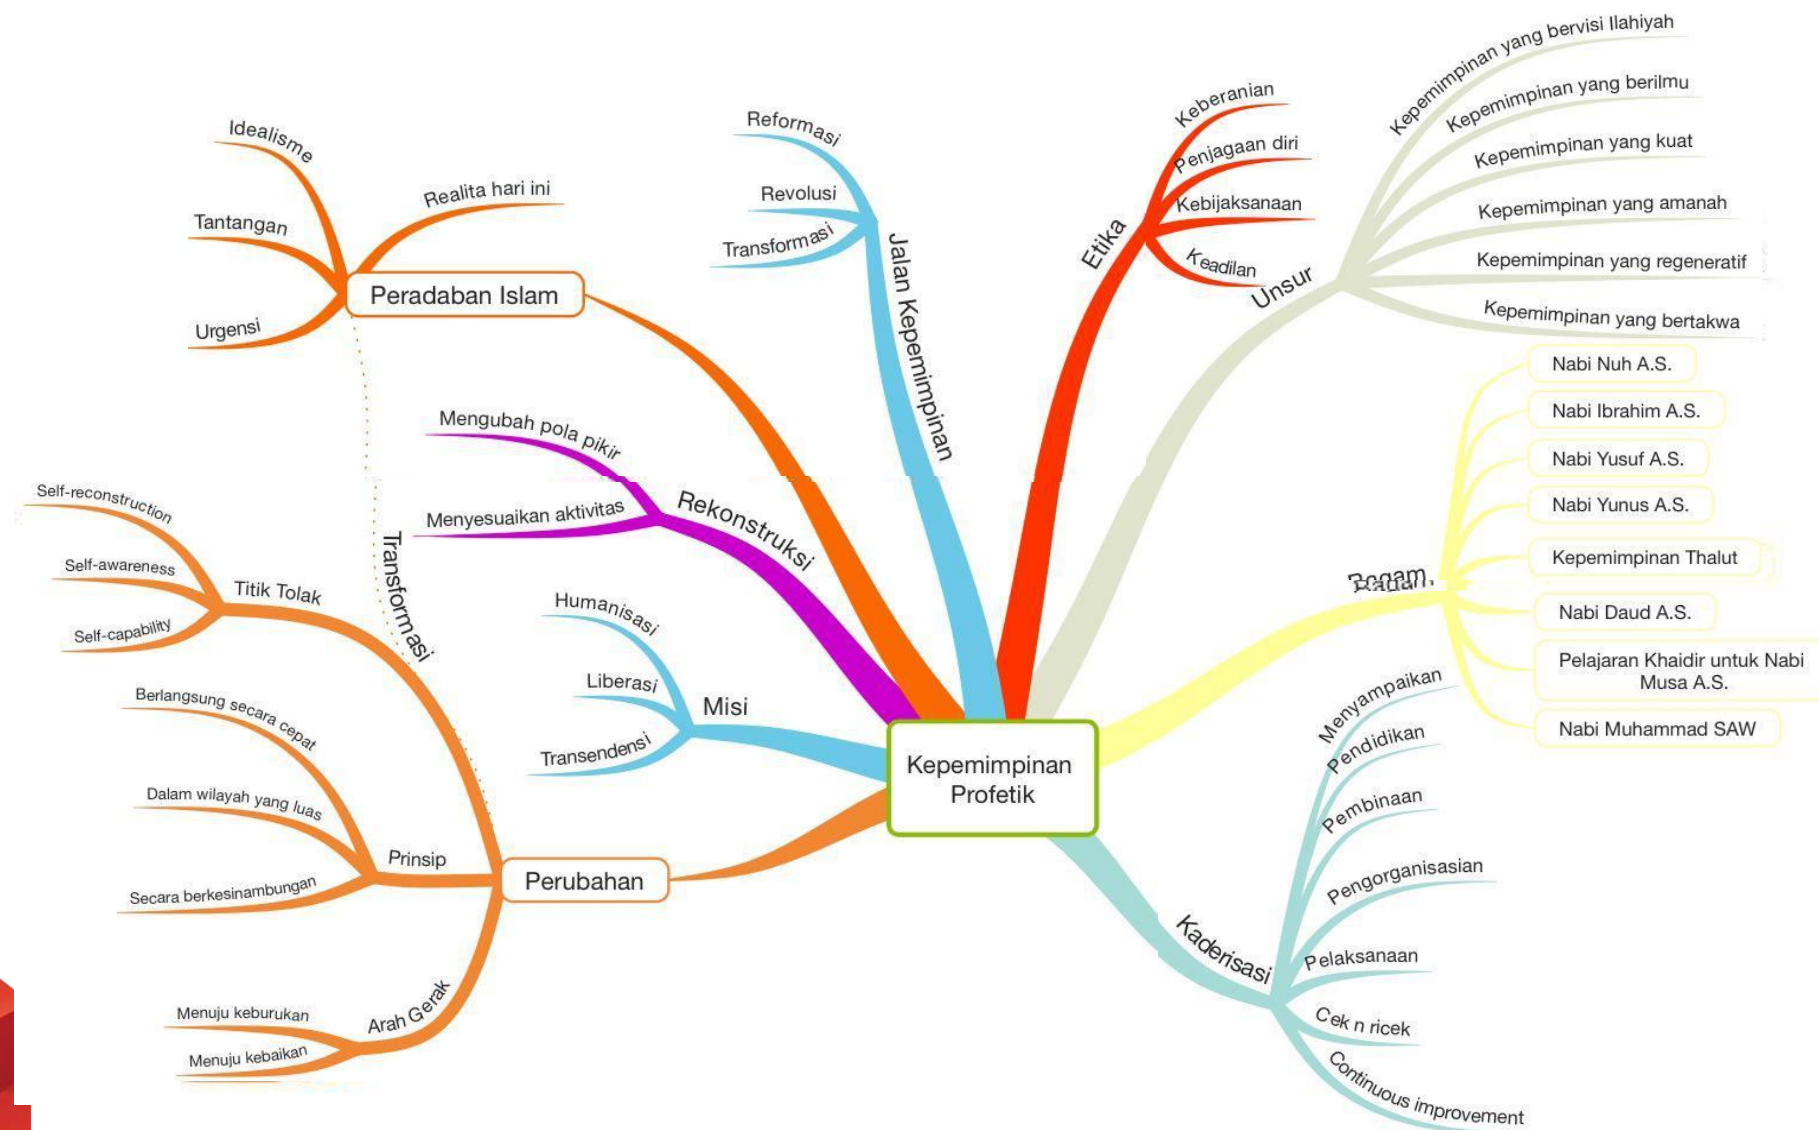 Kepemimpinan
Profetik
Etika
Keberanian
Penjagaan diri
Kebijaksanaan
Keadilan
Unsur
Kepemimpinan yang bervisi Ilahiyah
Kepemimpinan yang berilmu
Kepemimpinan yang kuat
Kepemimpinan yang amanah
Kepemimpinan yang regeneratif
Kepemimpinan yang bertakwa
Nabi Nuh A.S.
Nabi Ibrahim A.S.
Nabi Yusuf A.S.
Nabi Yunus A.S.
Kepemimpinan Thalut
Nabi Daud A.S.
Pelajaran Khaidir untuk Nabi
Musa A.S.
Nabi Muhammad SAW
Kaderisasi
Menyampaikan
Pendidikan
Pembinaan
Pengorganisasian
Pelaksanaan
Cek n ricek
Continuous improvement
Jalan Kepemimpinan
Reformasi
Revolusi
Transformasi
Peradaban Islam
Realita hari ini
Idealisme
Tantangan
Urgensi
Transformasi
Rekonstruksi
Mengubah pola pikir
Menyesuaikan aktivitas
Misi
Humanisasi
Liberasi
Transendensi
Perubahan
Titik Tolak
Self-reconstruction
Self-awareness
Self-capability
Prinsip
Berlangsung secara cepat
Dalam wilayah yang luas
Secara berkesinambungan
Arah Gerak
Menuju keburukan
Menuju kebaikan